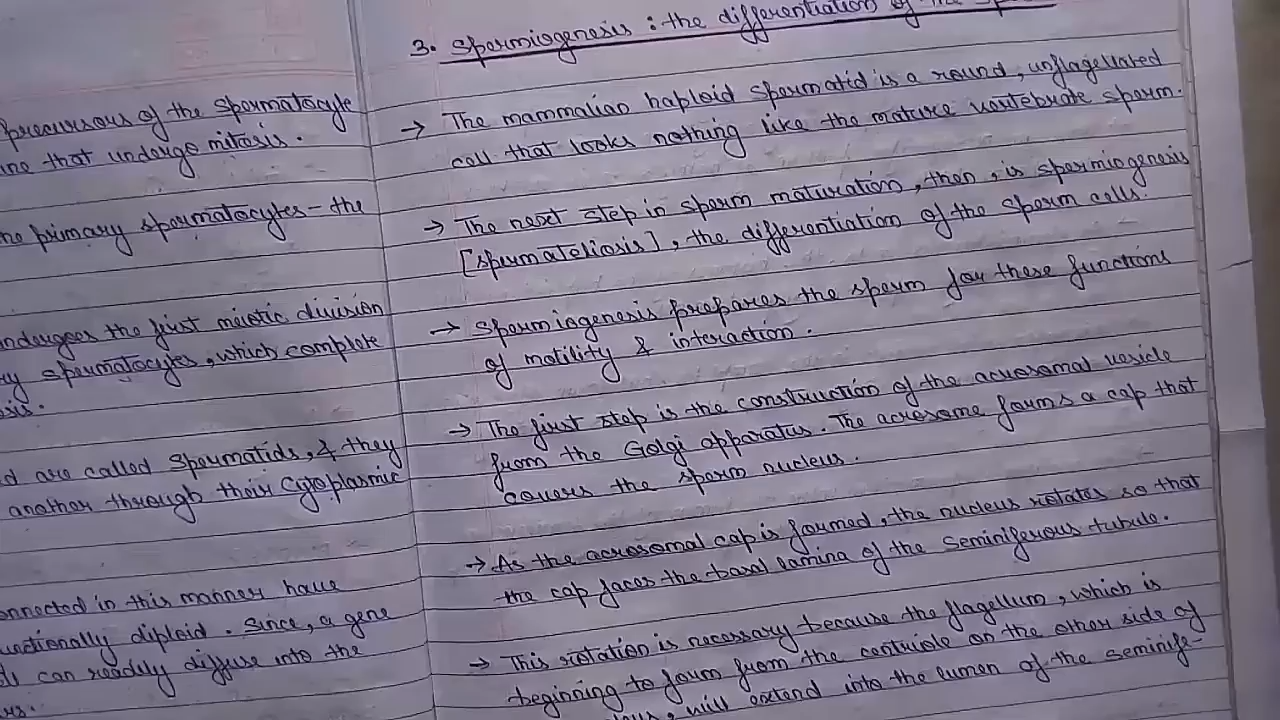 precursors of the spermatocyte
ine that undergo mitosis.
he primary spermatocytes - the
ndergoes the first meiotic division
ry spermatocytes, which complete
osis.
d are called Spermatids, & they
another through their Cytoplasmic
onnected in this manner have
unctionally diploid. Since, a gene
can readily diffuse into the
3. Spermiogenesis : the differentiation of the
→ The mammalian haploid spermatid is a round, unflagellated
cell that looks nothing like the mature vertebrate sperm.
→ The next step in sperm maturation, then, is spermiogenesis
[spermateliosis], the differentiation of the sperm cells.
→ Spermiogenesis prepares the sperm for these functions
of motility & interaction.
→ The first step is the construction of the acrosomal vesicle
from the Golgi apparatus. The acrosome forms a cap that
covers the sperm nucleus.
→ As the acrosomal cap is formed, the nucleus rotates so that
the cap faces the basal lamina of the seminiferous tubule.
→ This rotation is necessary because the flagellum, which is
beginning to form from the centriole on the other side of
, will extend into the lumen of the seminife-